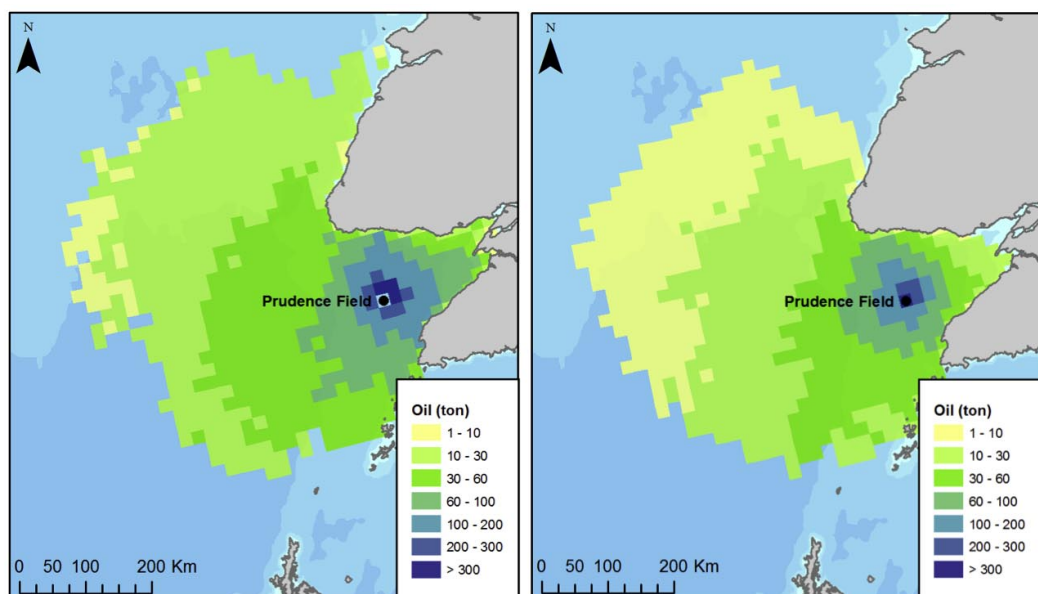 N
Prudence Field
Oil (ton)
1 - 10
10 - 30
30 - 60
60 - 100
100 - 200
200 - 300
> 300
0 50 100 200 Km
N
Prudence Field
Oil (ton)
1 - 10
10 - 30
30 - 60
60 - 100
100 - 200
200 - 300
> 300
0 50 100 200 Km